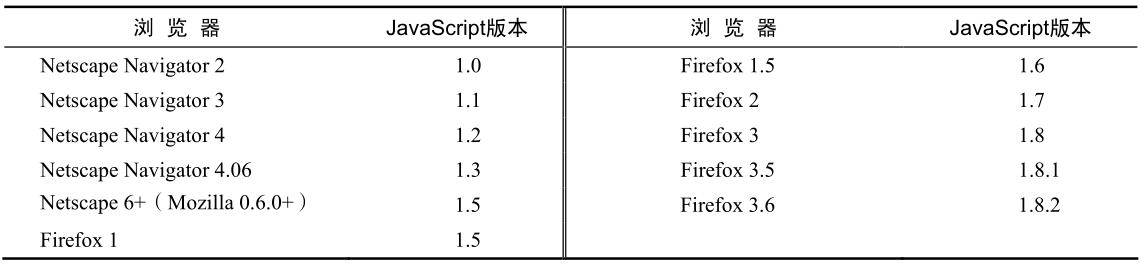 浏 览 器 JavaScript版本 浏 览 器 JavaScript版本
Netscape Navigator 2 1.0 Firefox 1.5 1.6
Netscape Navigator 3 1.1 Firefox 2 1.7
Netscape Navigator 4 1.2 Firefox 3 1.8
Netscape Navigator 4.06 1.3 Firefox 3.5 1.8.1
Netscape 6+（Mozilla 0.6.0+） 1.5 Firefox 3.6 1.8.2
Firefox 1 1.5